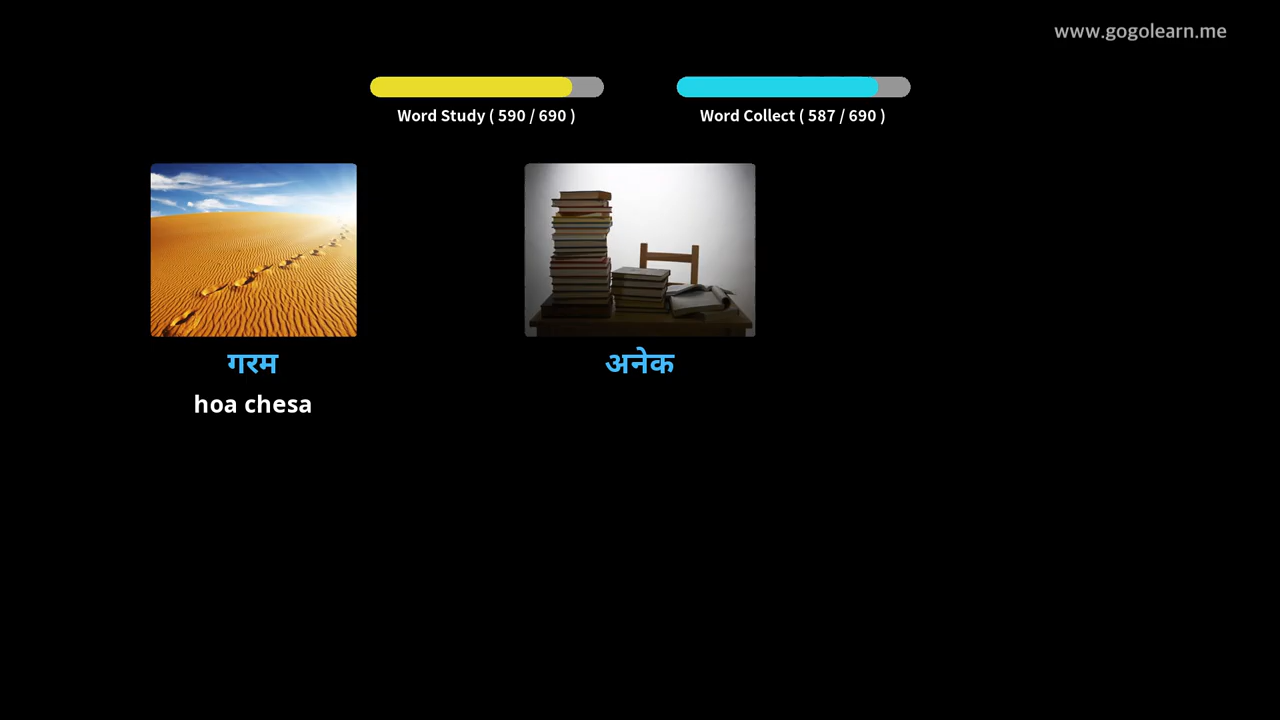 www.gogolearn.me
Word Study ( 590 / 690 )
Word Collect ( 587 / 690 )
गरम
अनेक
hoa chesa